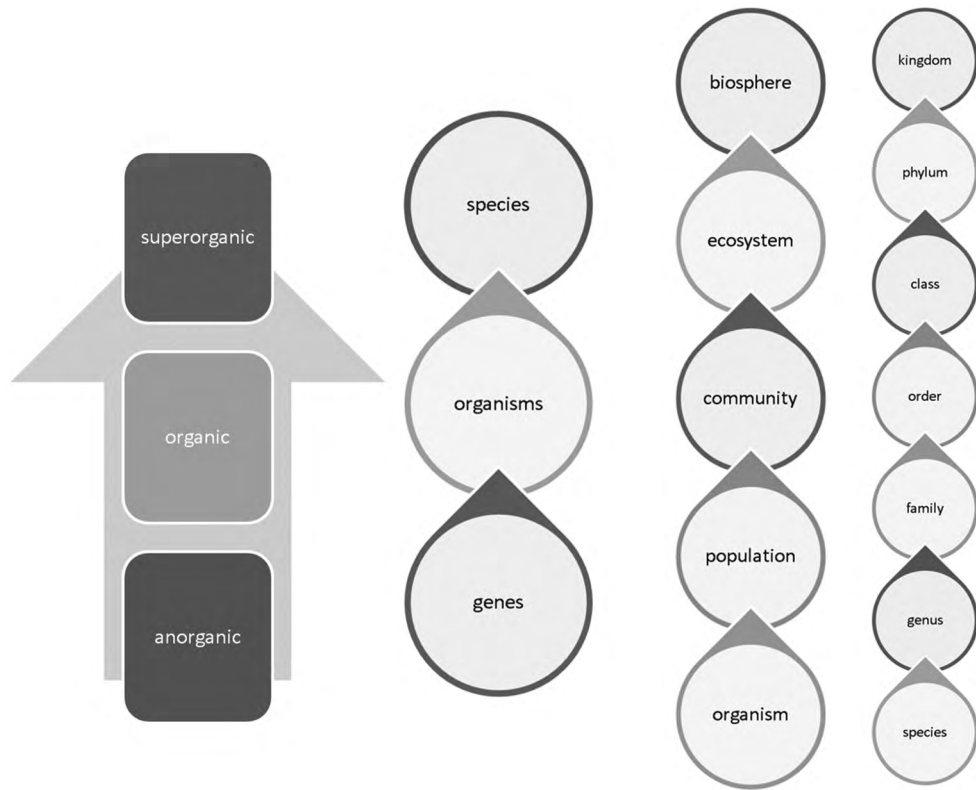 superorganic
organic
anorganic
species
organisms
genes
biosphere
ecosystem
community
population
organism
kingdom
phylum
class
order
family
genus
species